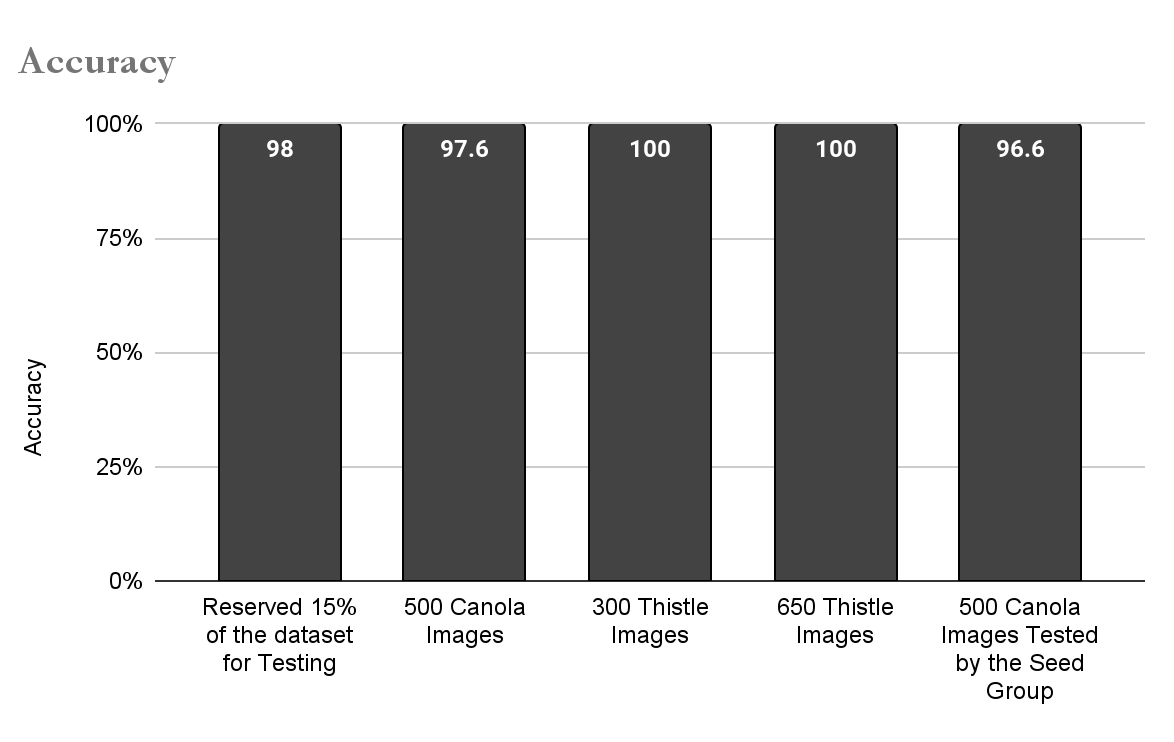 Accuracy
100%
98
97.6
100
100
96.6
75%
50%
25%
0%
Accuracy
Reserved 15%
of the dataset
for Testing
500 Canola
Images
300 Thistle
Images
650 Thistle
Images
500 Canola
Images Tested
by the Seed
Group